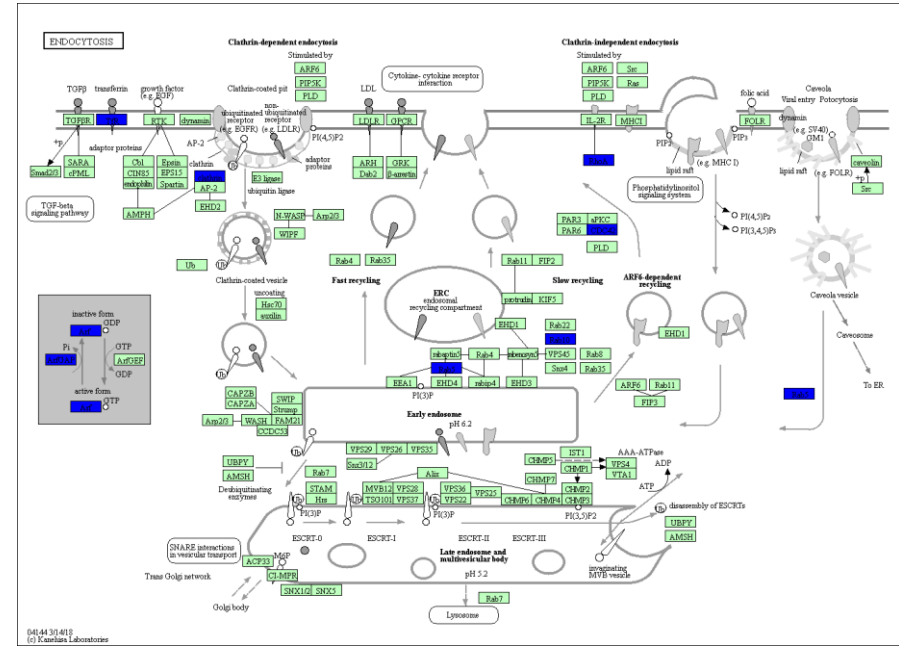 ENDOCYTOSIS
Clathrin-dependent endocytosis
Stimulated by
ARF6
PIP5K
PLD
Clathrin-independent endocytosis
Stimulated by
ARF6
Src
PIP5K
Ras
PLD
Cytokine- cytokine receptor
interaction
TGFβ
transferrin
growth factor
(e.g. EGF)
Clathrin-coated pit
LDL
folic acid
Caveola
Viral entry
Potocytosis
TGFβR
RTK
dynamin
ubiquitinated
receptor
(e.g. EGFR)
non-
ubiquitinated
receptor
(e.g. LDLR)
PI(4,5)P2
LDLR
GPCR
IL-2R
MHCI
PIP2
PIP3
FOLR
dynamin
(e.g. SV40)
GM1
lipid raft
(e.g. MHC I)
lipid raft
(e.g. FOLR)
caveolin
+p
Src
+p
Smad2/3
SARA
cPML
adaptor proteins
Cbl
CIN85
endophilin
Epsin
EPS15
Spartin
AMPH
AP-2
clathrin
AP-2
EHD2
Ub
adaptor
proteins
E3 ligase
ubiquitin ligase
ARH
Dab2
GRK
β-arrestin
TGF-beta
signaling pathway
Phosphatidylinositol
signaling system
N-WASP
Arp2/3
WIPF
PAR3
aPKC
PAR6
PLD
PI(4,5)P2
PI(3,4,5)P3
Ub
Ub
Clathrin-coated vesicle
Rab4
Rab35
Fast recycling
Rab11
FIP2
Slow recycling
ARF6-dependent
recycling
protrudin
KIF5
Caveola vesicle
uncoating
Hsc70
auxilin
ERC
endosomal
recycling compartment
EHD1
EHD1
Rab22
Caveosome
inactive form
GDP
Pi
GTP
ArfGEF
GDP
active form
GTP
Ub
rabaptin5
Rab4
rabenosyn5
VPS45
Rab8
Snx4
Rab35
EEA1
EHD4
rabip4
EHD3
PI(3)P
ARF6
Rab11
FIP3
To ER
CAPZB
CAPZA
SWIP
Strump
Arp2/3
WASH
FAM21
CCDC53
Early endosome
pH 6.2
Ub
VPS29
VPS26
VPS35
Snx3/12
UBPY
AMSH
Deubiquitinating
enzymes
Rab7
STAM
Hrs
Alix
MVB12
VPS28
TSG101
VPS37
VPS36
VPS22
VPS25
CHMP5
IST1
CHMP1
CHMP7
CHMP2
CHMP6
CHMP4
CHMP3
AAA-ATPase
VPS4
VTA1
ADP
ATP
Ub
Ub
Ub
PI(3)P
PI(3)P
PI(3,5)P2
Ub
disassembly of ESCRTs
UBPY
AMSH
ESCRT-0
ESCRT-I
ESCRT-II
ESCRT-III
SNARE interactions
in vesicular transport
Late endosome and
multivesicular body
pH 5.2
invaginating
MVB vesicle
ACP33
M6P
CI-MPR
Trans Golgi network
SNX1/2
SNX5
Golgi body
Rab7
Lysosome
04144 3/14/18
(c) Kanehisa Laboratories